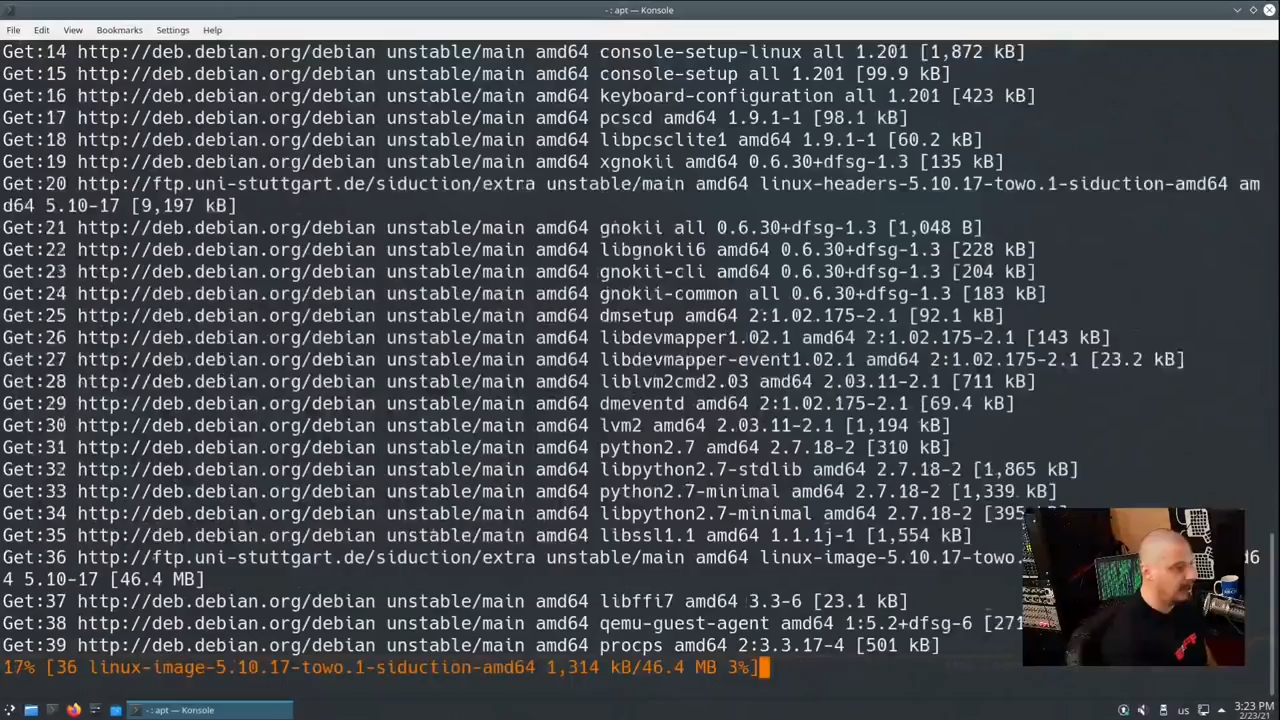 - : apt — Konsole
File Edit View Bookmarks Settings Help
Get:14 http://deb.debian.org/debian unstable/main amd64 console-setup-linux all 1.201 [1,872 kB]
Get:15 http://deb.debian.org/debian unstable/main amd64 console-setup all 1.201 [99.9 kB]
Get:16 http://deb.debian.org/debian unstable/main amd64 keyboard-configuration all 1.201 [423 kB]
Get:17 http://deb.debian.org/debian unstable/main amd64 pcscd amd64 1.9.1-1 [98.1 kB]
Get:18 http://deb.debian.org/debian unstable/main amd64 libpcsclite1 amd64 1.9.1-1 [60.2 kB]
Get:19 http://deb.debian.org/debian unstable/main amd64 xgnokii amd64 0.6.30+dfsg-1.3 [135 kB]
Get:20 http://ftp.uni-stuttgart.de/siduction/extra unstable/main amd64 linux-headers-5.10.17-towo.1-siduction-amd64 am
d64 5.10-17 [9,197 kB]
Get:21 http://deb.debian.org/debian unstable/main amd64 gnokii all 0.6.30+dfsg-1.3 [1,048 B]
Get:22 http://deb.debian.org/debian unstable/main amd64 libgnokii6 amd64 0.6.30+dfsg-1.3 [228 kB]
Get:23 http://deb.debian.org/debian unstable/main amd64 gnokii-cli amd64 0.6.30+dfsg-1.3 [204 kB]
Get:24 http://deb.debian.org/debian unstable/main amd64 gnokii-common all 0.6.30+dfsg-1.3 [183 kB]
Get:25 http://deb.debian.org/debian unstable/main amd64 dmsetup amd64 2:1.02.175-2.1 [92.1 kB]
Get:26 http://deb.debian.org/debian unstable/main amd64 libdevmapper1.02.1 amd64 2:1.02.175-2.1 [143 kB]
Get:27 http://deb.debian.org/debian unstable/main amd64 libdevmapper-event1.02.1 amd64 2:1.02.175-2.1 [23.2 kB]
Get:28 http://deb.debian.org/debian unstable/main amd64 liblvm2cmd2.03 amd64 2.03.11-2.1 [711 kB]
Get:29 http://deb.debian.org/debian unstable/main amd64 dmeventd amd64 2:1.02.175-2.1 [69.4 kB]
Get:30 http://deb.debian.org/debian unstable/main amd64 lvm2 amd64 2.03.11-2.1 [1,194 kB]
Get:31 http://deb.debian.org/debian unstable/main amd64 python2.7 amd64 2.7.18-2 [310 kB]
Get:32 http://deb.debian.org/debian unstable/main amd64 libpython2.7-stdlib amd64 2.7.18-2 [1,865 kB]
Get:33 http://deb.debian.org/debian unstable/main amd64 python2.7-minimal amd64 2.7.18-2 [1,339 kB]
Get:34 http://deb.debian.org/debian unstable/main amd64 libpython2.7-minimal amd64 2.7.18-2 [395
Get:35 http://deb.debian.org/debian unstable/main amd64 libssl1.1 amd64 1.1.1j-1 [1,554 kB]
Get:36 http://ftp.uni-stuttgart.de/siduction/extra unstable/main amd64 linux-image-5.10.17-towo. 6
4 5.10-17 [46.4 MB]
Get:37 http://deb.debian.org/debian unstable/main amd64 libffi7 amd64 3.3-6 [23.1 kB]
Get:38 http://deb.debian.org/debian unstable/main amd64 qemu-guest-agent amd64 1:5.2+dfsg-6 [271
Get:39 http://deb.debian.org/debian unstable/main amd64 procps amd64 2:3.3.17-4 [501 kB]
17% [36 linux-image-5.10.17-towo.1-siduction-amd64 1,314 kB/46.4 MB 3%]
- : apt — Konsole
us
3:23 PM
2/23/21